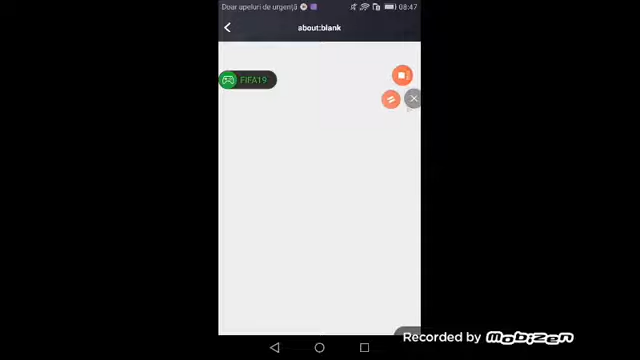 Doar apeluri de urgență
08:47
about:blank
FIFA19
Recorded by MOBIZEN